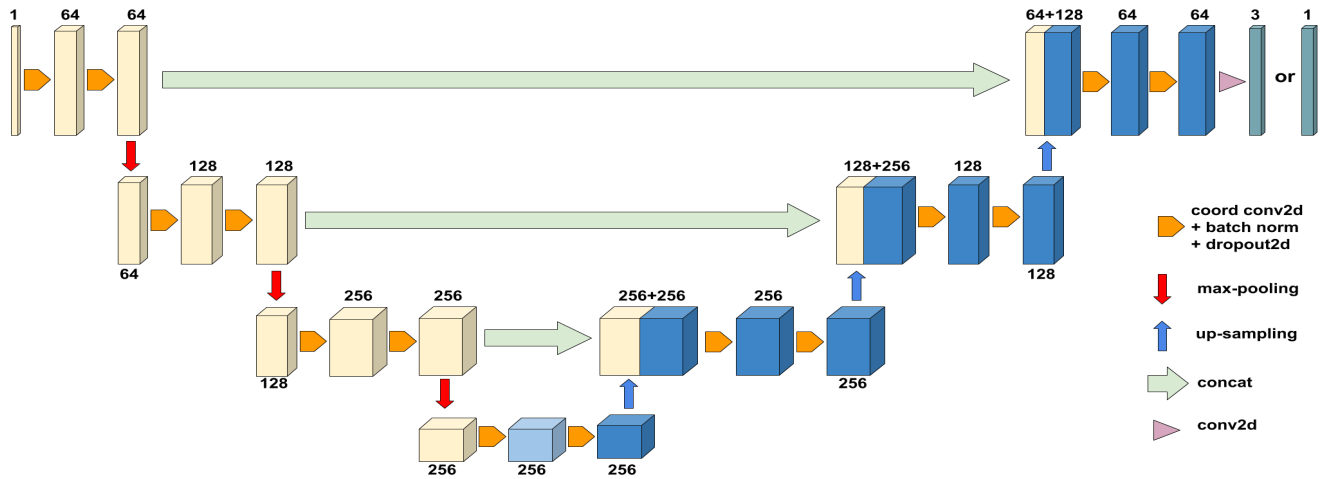 1 64 64 64+128 64 64 3 1
or
128 128 128+256 128
64 128
coord conv2d
+ batch norm
+ dropout2d
256 256 256+256 256
max-pooling
up-sampling
128 256
concat
conv2d
256 256 256